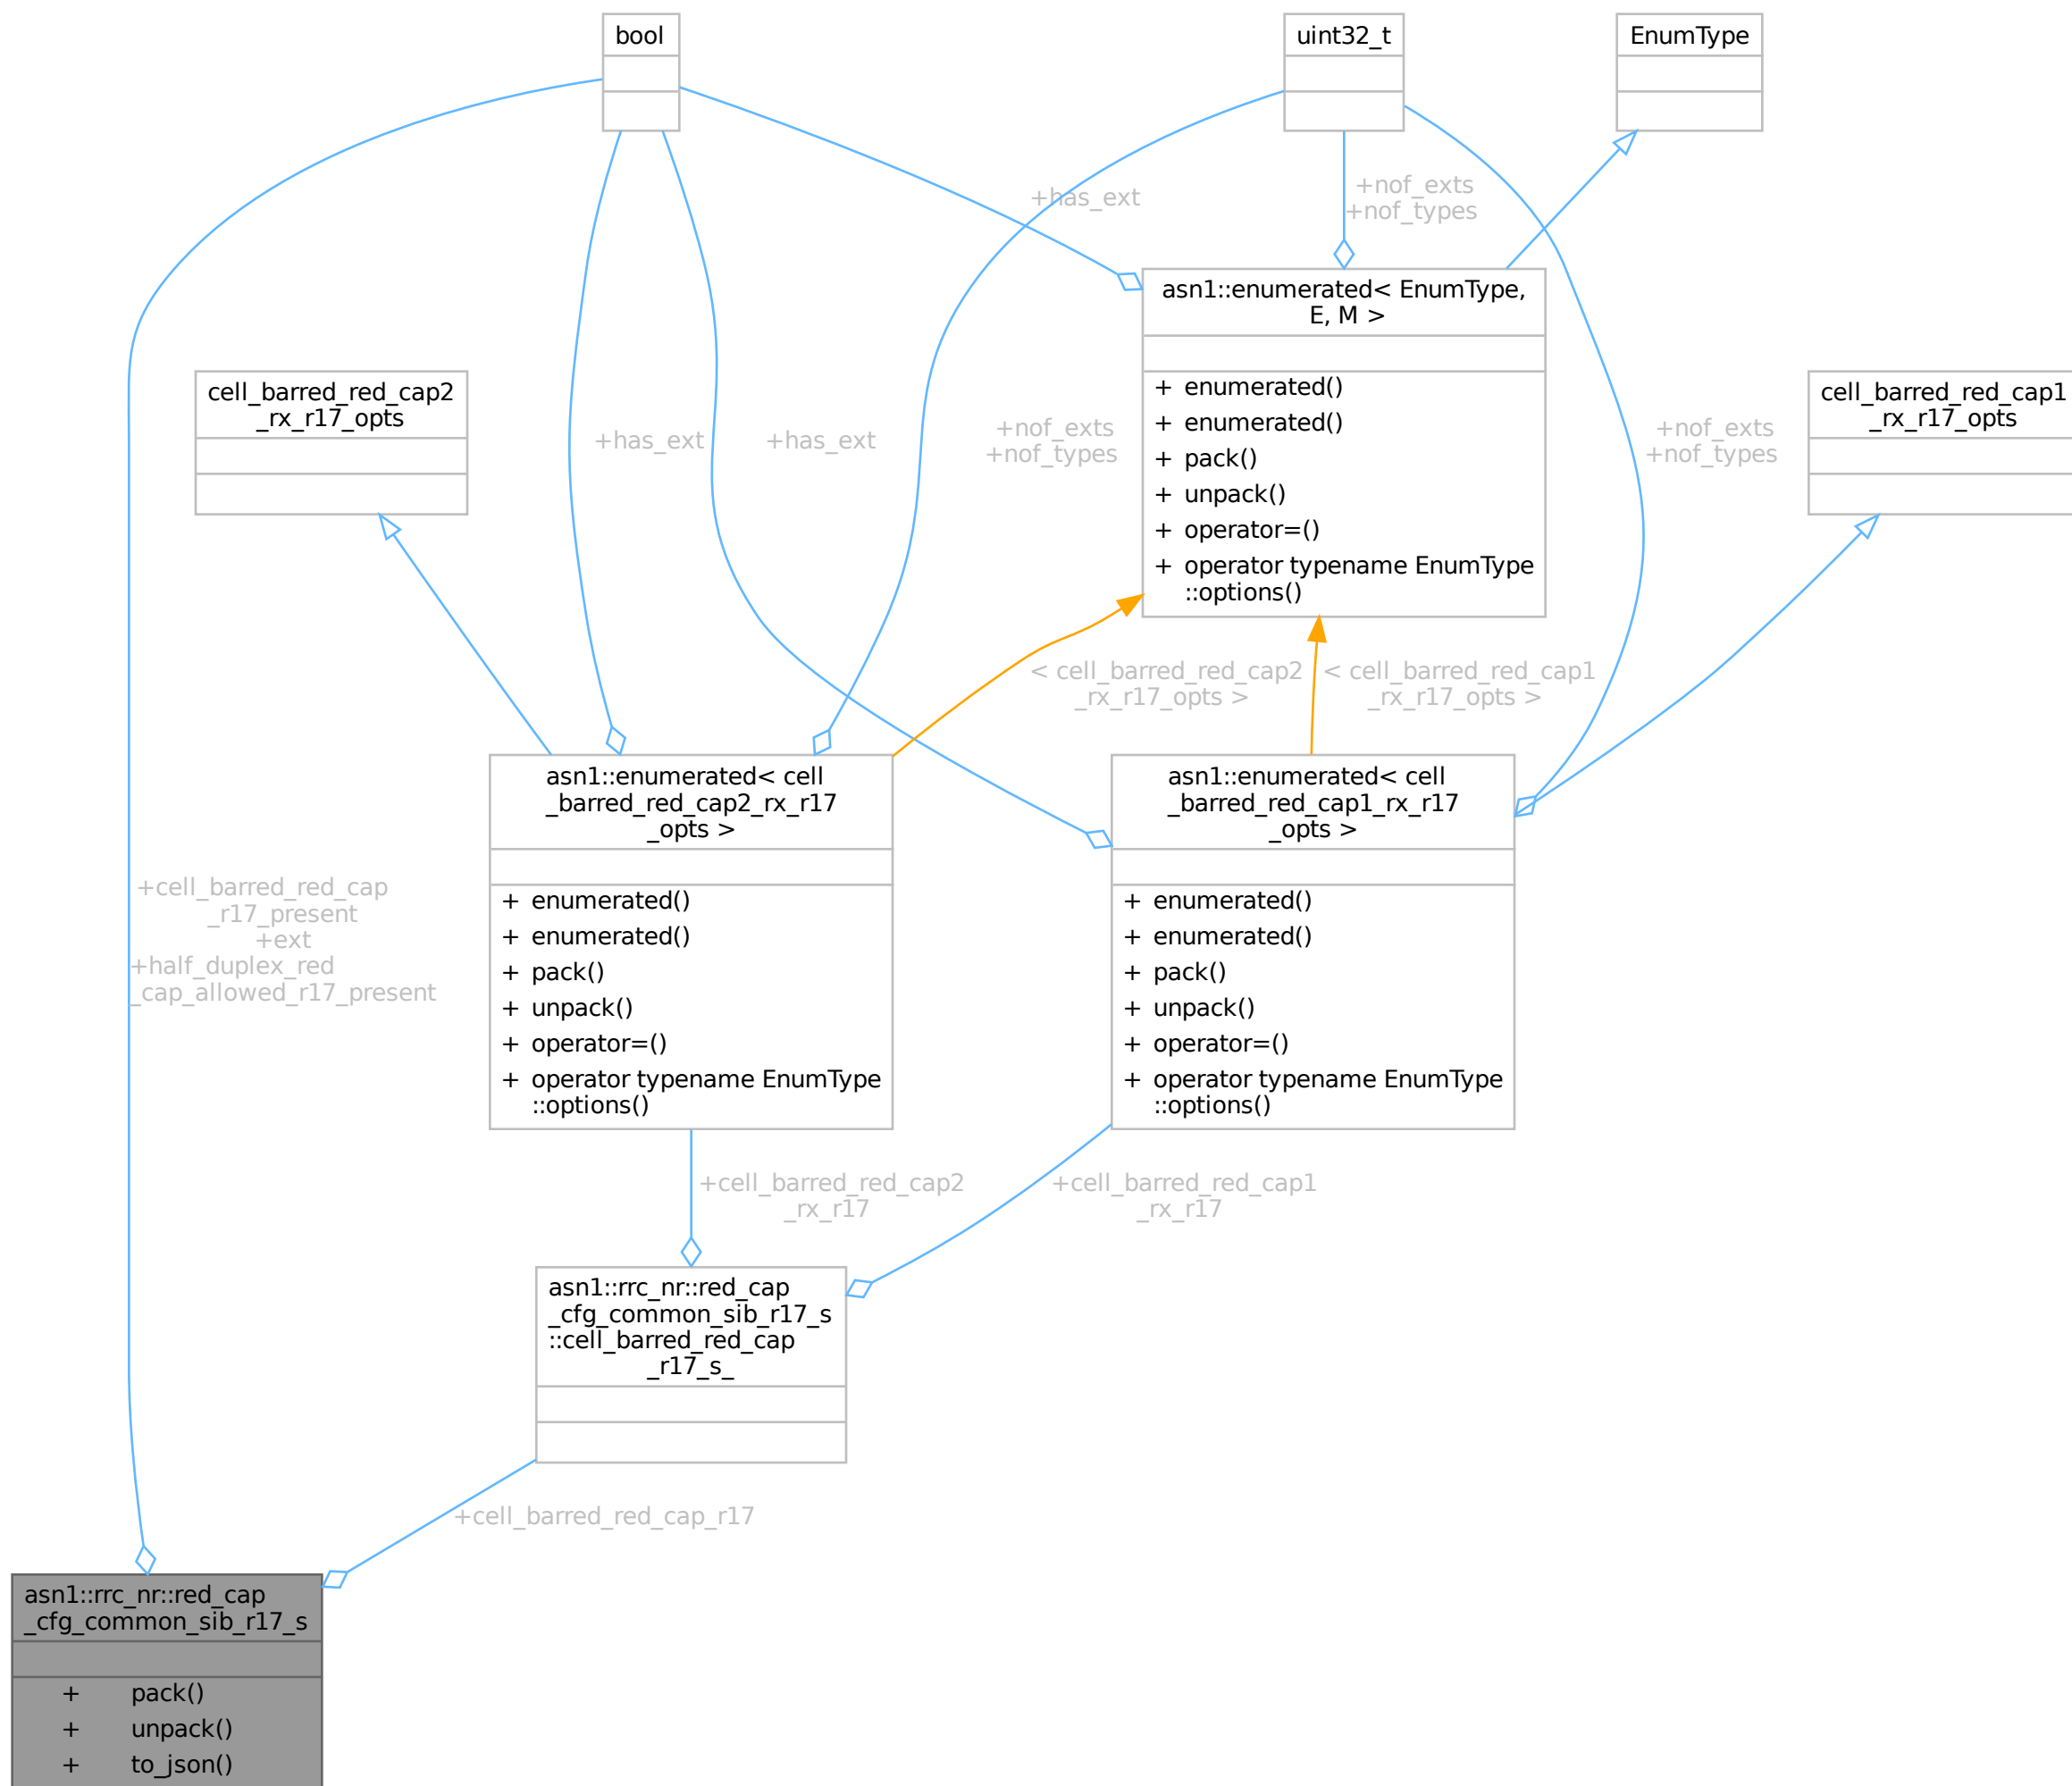 bool
uint32_t
EnumType
+has_ext
+nof_exts
+nof_types
asn1::enumerated< EnumType,
E, M >
+ enumerated()
+ enumerated()
+ pack()
+ unpack()
+ operator=()
+ operator typename EnumType
::options()
cell_barred_red_cap2
_rx_r17_opts
cell_barred_red_cap1
_rx_r17_opts
+has_ext
+has_ext
+nof_exts
+nof_types
+nof_exts
+nof_types
< cell_barred_red_cap2
_rx_r17_opts >
< cell_barred_red_cap1
_rx_r17_opts >
asn1::enumerated< cell
_barred_red_cap2_rx_r17
_opts >
+ enumerated()
+ enumerated()
+ pack()
+ unpack()
+ operator=()
+ operator typename EnumType
::options()
asn1::enumerated< cell
_barred_red_cap1_rx_r17
_opts >
+ enumerated()
+ enumerated()
+ pack()
+ unpack()
+ operator=()
+ operator typename EnumType
::options()
+cell_barred_red_cap
_r17_present
+ext
+half_duplex_red
_cap_allowed_r17_present
+cell_barred_red_cap2
_rx_r17
+cell_barred_red_cap1
_rx_r17
asn1::rrc_nr::red_cap
_cfg_common_sib_r17_s
::cell_barred_red_cap
_r17_s_
+cell_barred_red_cap_r17
asn1::rrc_nr::red_cap
_cfg_common_sib_r17_s
+ pack()
+ unpack()
+ to_json()